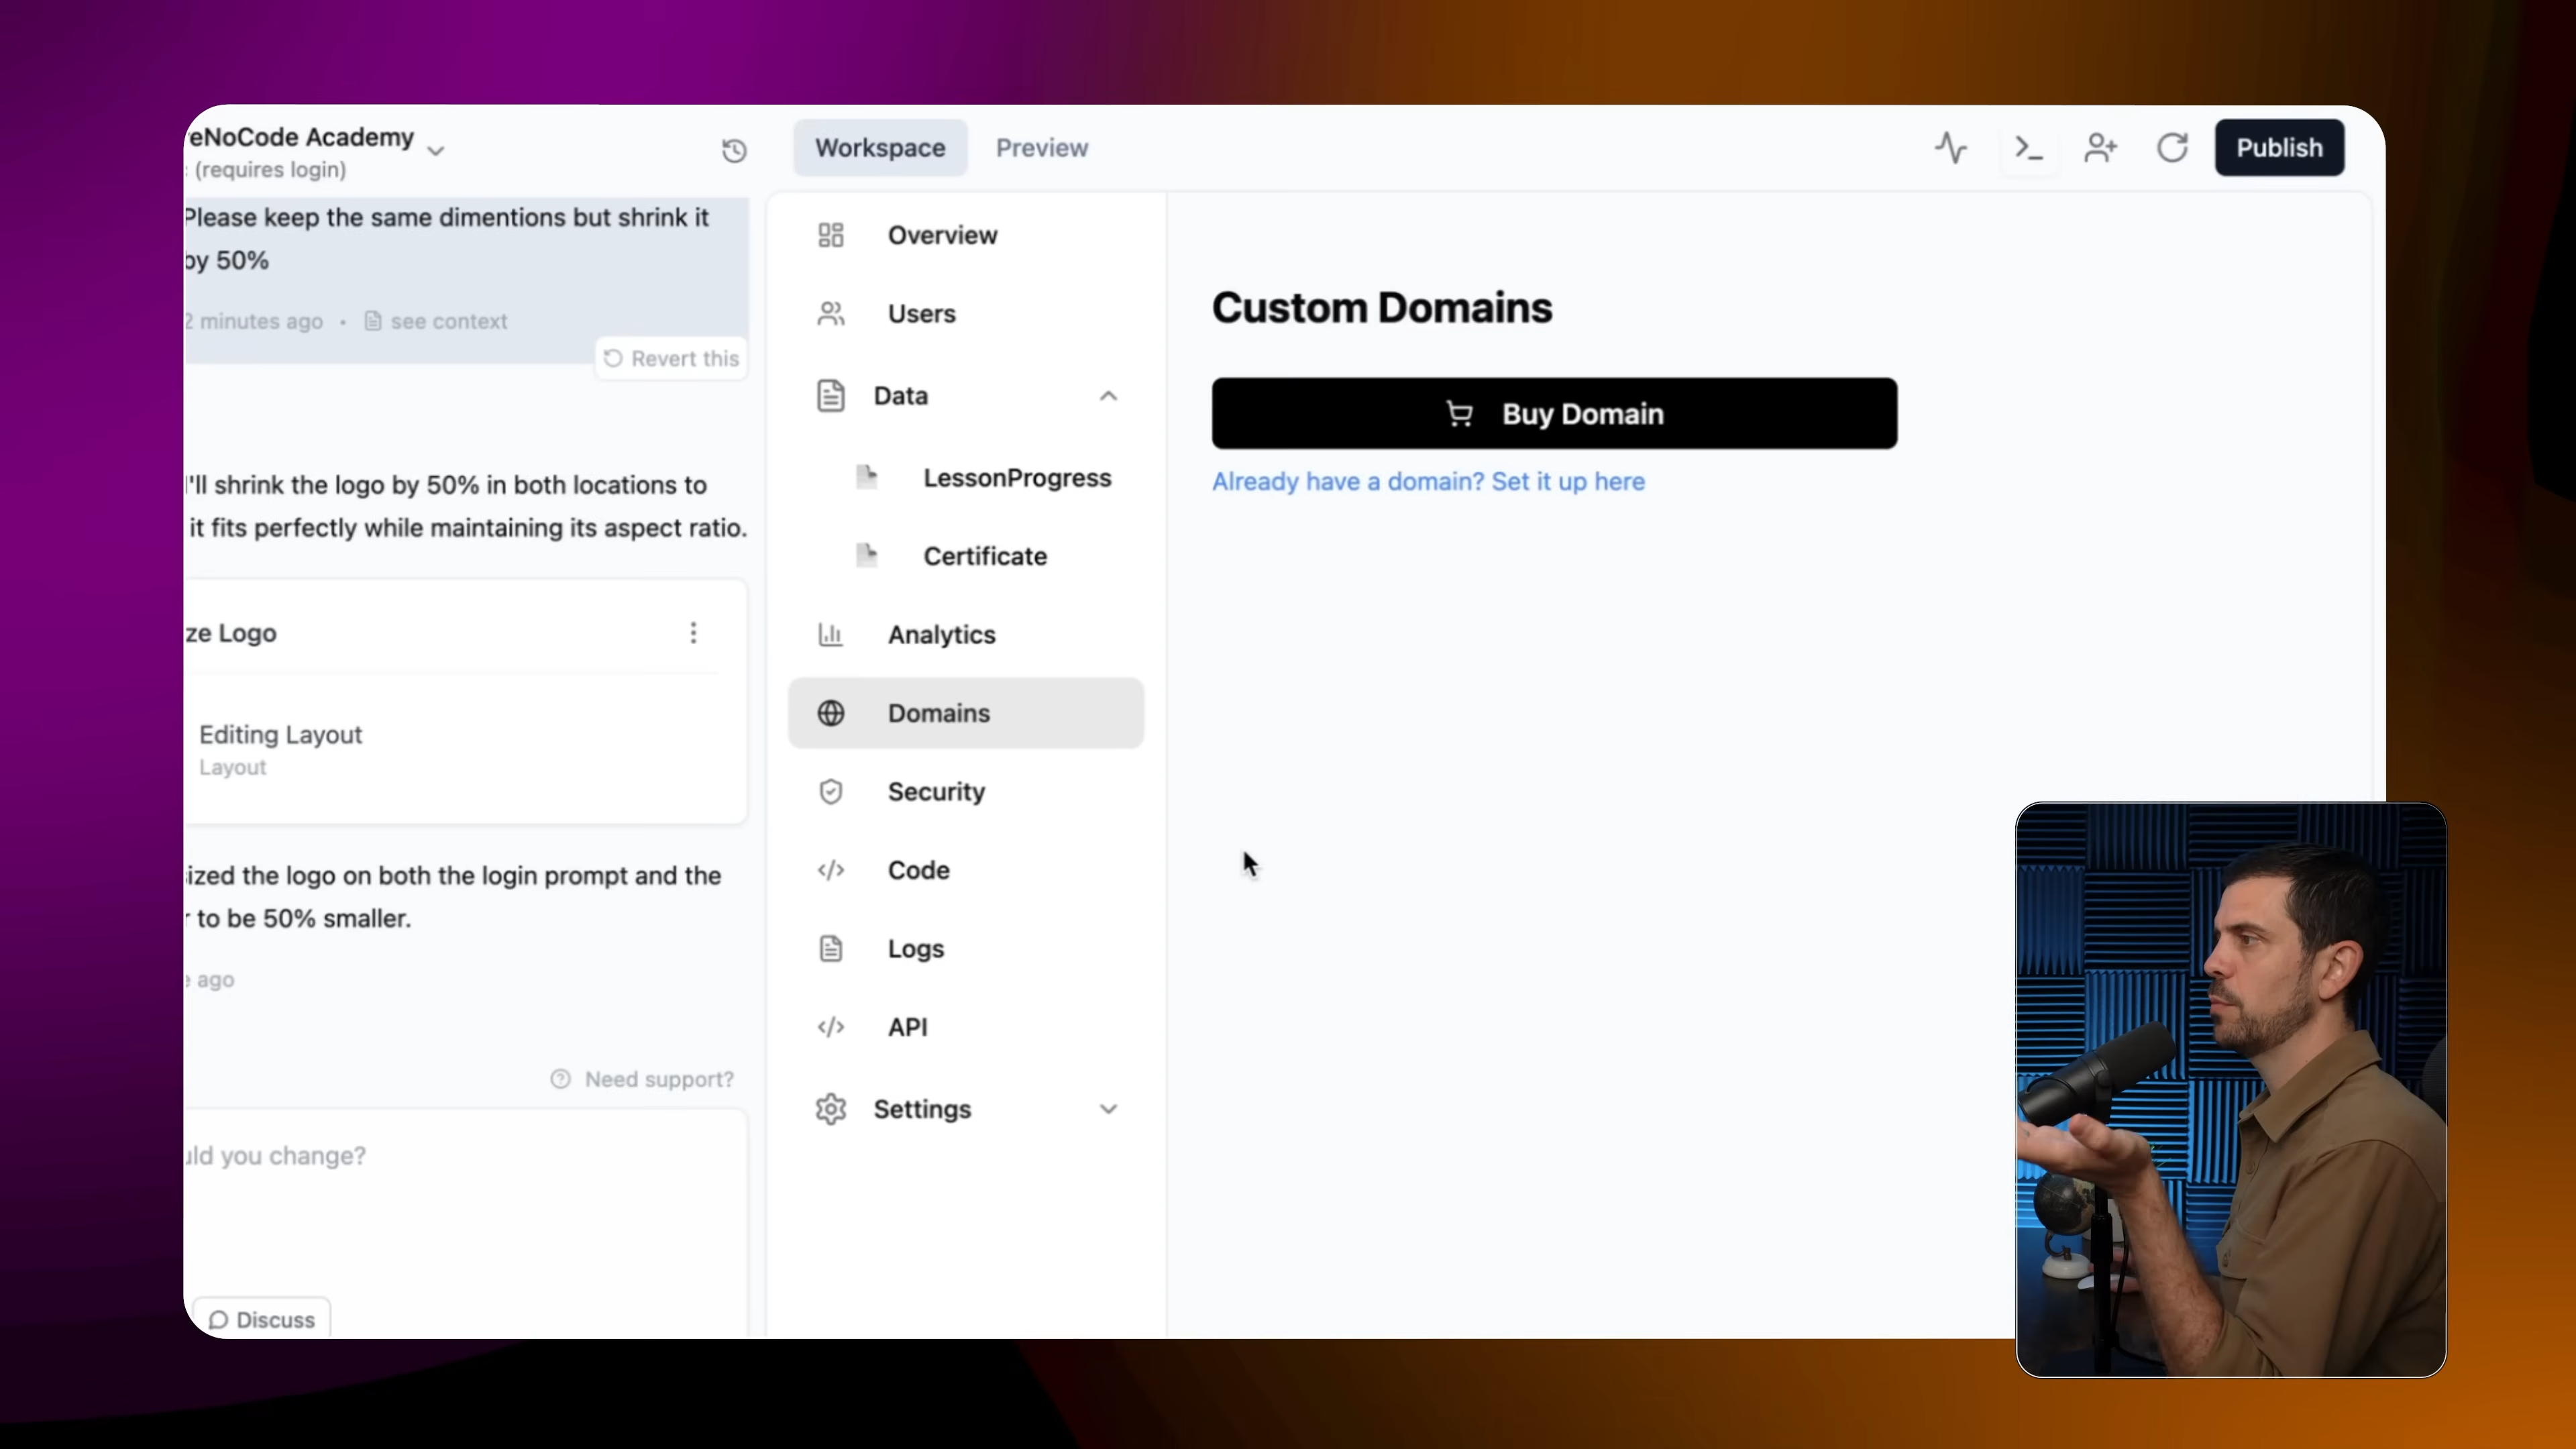 eNoCode Academy
(requires login)
Workspace
Preview
Publish
Please keep the same dimentions but shrink it
by 50%
2 minutes ago • see context
Revert this
I'll shrink the logo by 50% in both locations to
it fits perfectly while maintaining its aspect ratio.
ze Logo
Editing Layout
Layout
ized the logo on both the login prompt and the
to be 50% smaller.
ago
Need support?
uld you change?
Discuss
Overview
Users
Data
LessonProgress
Certificate
Analytics
Domains
Security
Code
Logs
API
Settings
Custom Domains
Buy Domain
Already have a domain? Set it up here